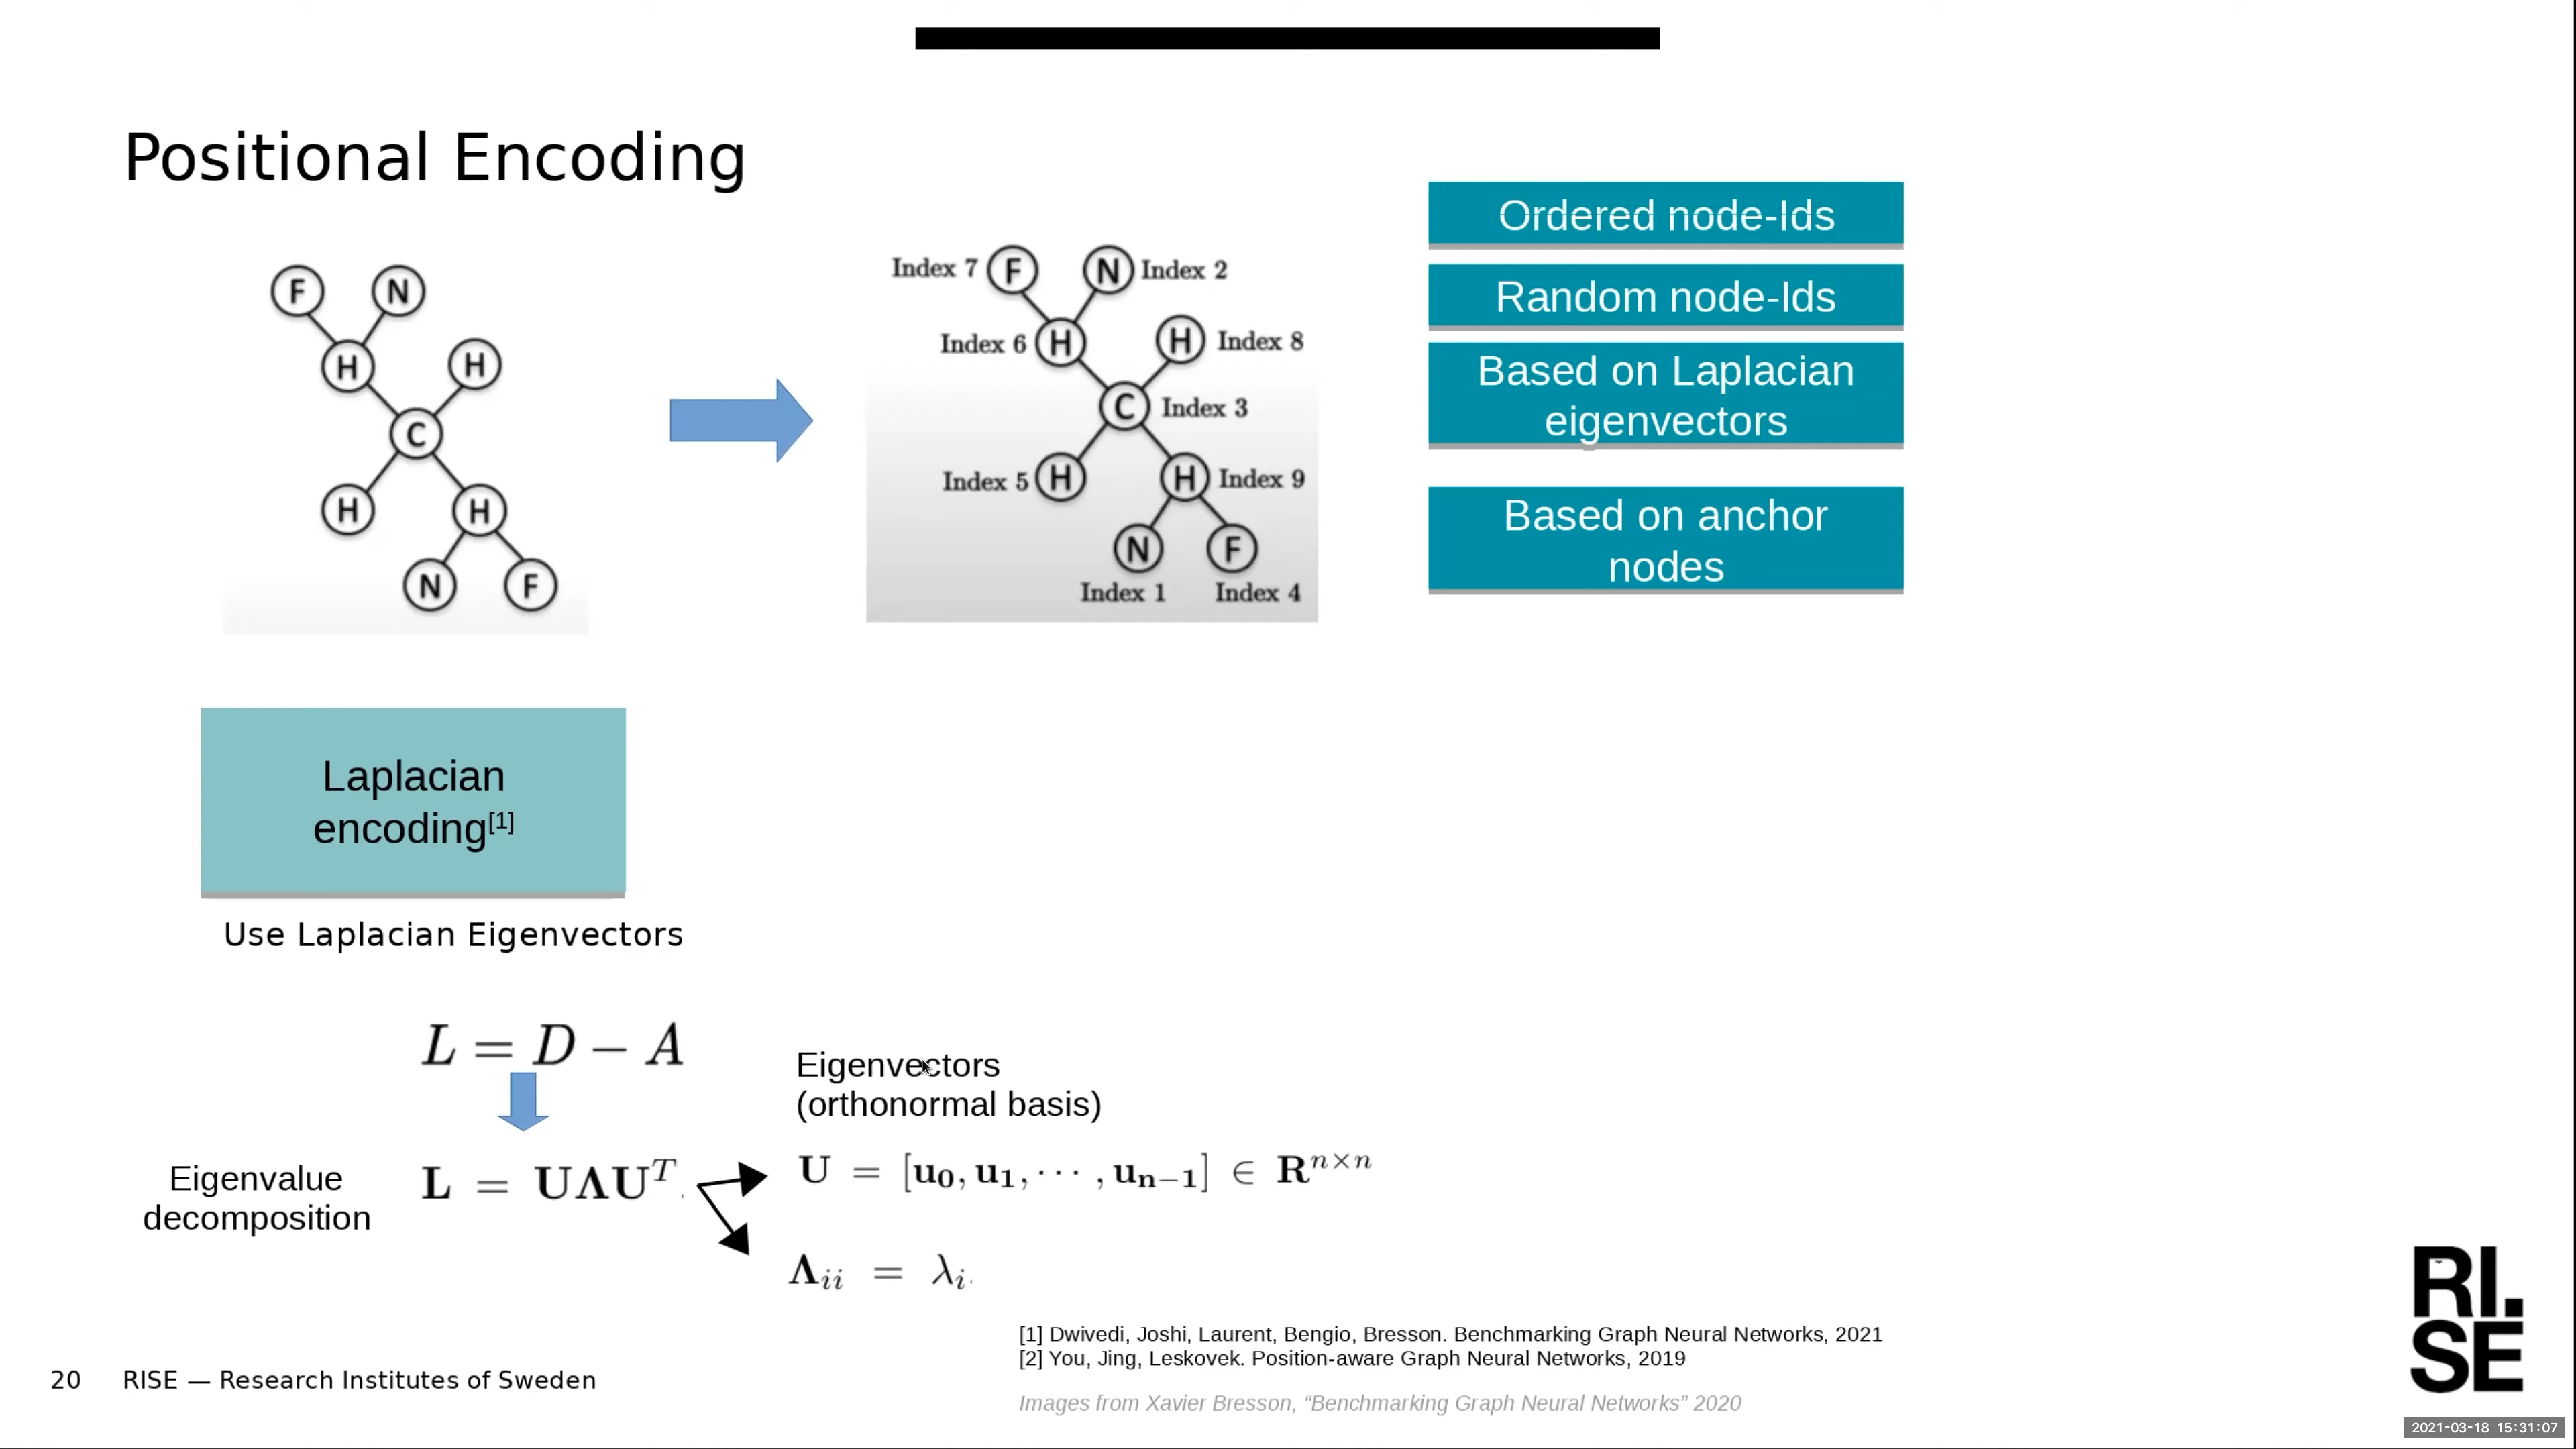 Positional Encoding
F N
H H
C
H H
N F
Index 7 F N Index 2
Index 6 H H Index 8
C Index 3
Index 5 H H Index 9
N F
Index 1 Index 4
Ordered node-Ids
Random node-Ids
Based on Laplacian
eigenvectors
Based on anchor
nodes
Laplacian
encoding[1]
Use Laplacian Eigenvectors
L = D − A
Eigenvalue
decomposition
L = UΛUᵀ.
Eigenvectors
(orthonormal basis)
U = [u₀, u₁, ⋯ , uₙ₋₁] ∈ Rⁿˣⁿ
Λᵢᵢ = λᵢ.
[1] Dwivedi, Joshi, Laurent, Bengio, Bresson. Benchmarking Graph Neural Networks, 2021
[2] You, Jing, Leskovek. Position-aware Graph Neural Networks, 2019
Images from Xavier Bresson, “Benchmarking Graph Neural Networks” 2020
20 RISE — Research Institutes of Sweden
RI.
SE
2021-03-18 15:31:07